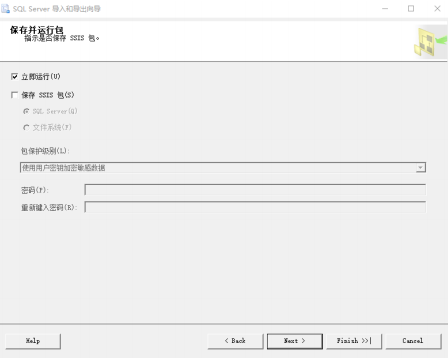 SQL Server 导入和导出向导
保存并运行包
指示是否保存 SSIS 包。
立即运行(U)
保存 SSIS 包(S)
SQL Server(Q)
文件系统(F)
包保护级别(L):
使用用户密钥加密敏感数据
密码(P):
重新键入密码(R):
Help
< Back
Next >
Finish >>|
Cancel